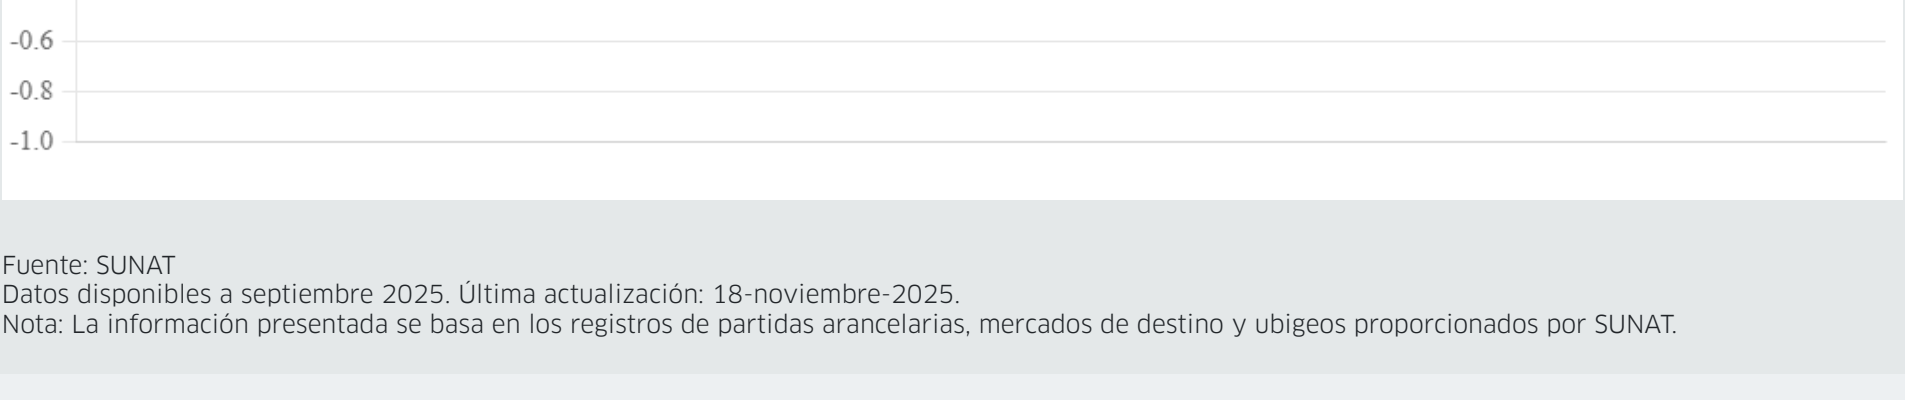 -0.6
-0.8
-1.0
Fuente: SUNAT
Datos disponibles a septiembre 2025. Última actualización: 18-noviembre-2025.
Nota: La información presentada se basa en los registros de partidas arancelarias, mercados de destino y ubigeos proporcionados por SUNAT.